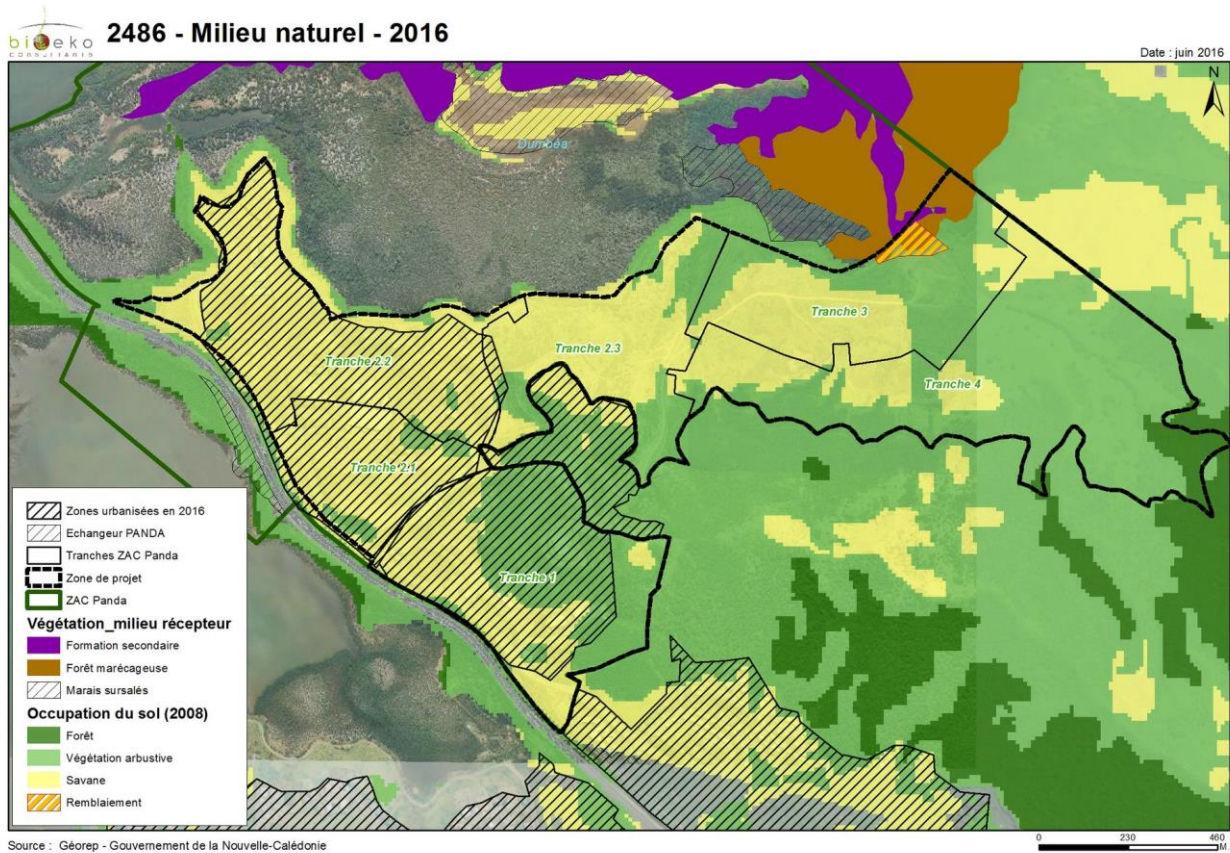 bioeko
CONSULTANTS
2486 - Milieu naturel - 2016
Date : juin 2016
N
Dumbéa
Tranche 3
Tranche 2.3
Tranche 2.2
Tranche 4
Tranche 2.1
Tranche 1
Zones urbanisées en 2016
Echangeur PANDA
Tranches ZAC Panda
Zone de projet
ZAC Panda
Végétation_milieu récepteur
Formation secondaire
Forêt marécageuse
Marais sursalés
Occupation du sol (2008)
Forêt
Végétation arbustive
Savane
Remblaiement
Source : Géorep - Gouvernement de la Nouvelle-Calédonie
0 230 460
M